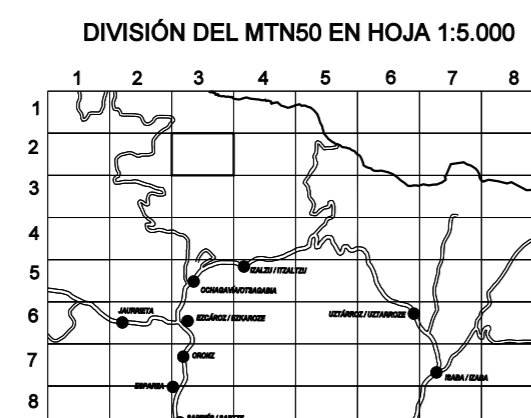 DIVISIÓN DEL MTN50 EN HOJA 1:5.000
1 2 3 4 5 6 7 8
1
2
3
4
IZALZU / ITZALTZU
5
OCHAGAVÍA/OTSAGABIA
JAURRIETA
UZTÁRROZ / UZTARROZE
6
EZCÁROZ / EZKAROZE
7
ORONZ
ISABA / IZABA
ESPARZA
8